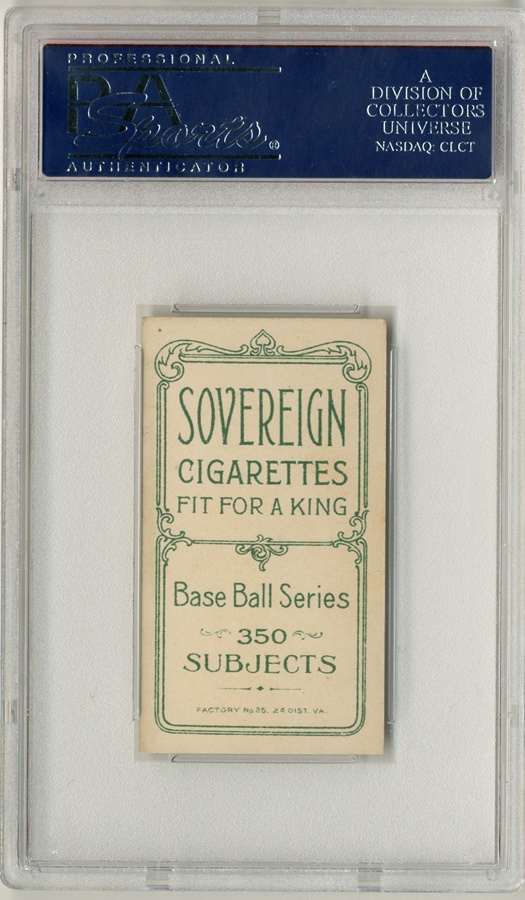 PROFESSIONAL
PSA
Sports®
AUTHENTICATOR
A
DIVISION OF
COLLECTORS
UNIVERSE
NASDAQ: CLCT
SOVEREIGN
CIGARETTES
FIT FOR A KING
Base Ball Series
350
SUBJECTS
FACTORY No 25. 2d DIST. VA.